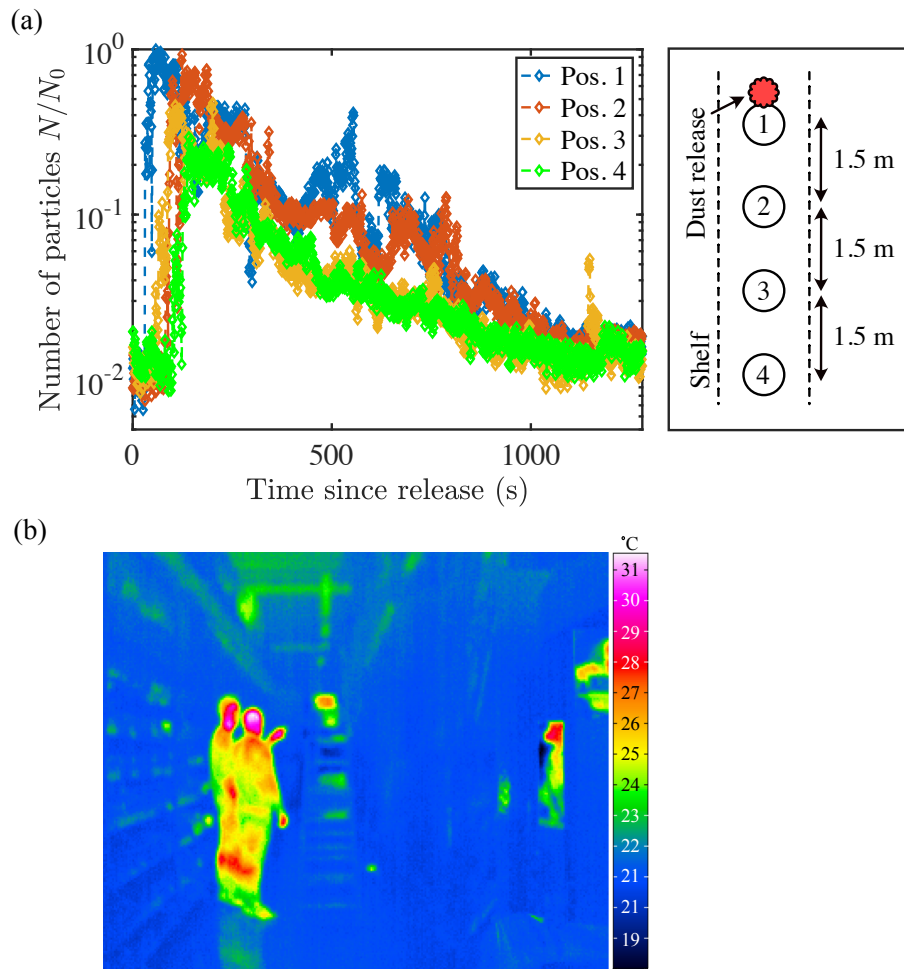 (a)
Number of particles N/N₀
10⁰
10⁻¹
10⁻²
0
500
1000
Time since release (s)
Pos. 1
Pos. 2
Pos. 3
Pos. 4
Dust release
Shelf
1
2
3
4
1.5 m
1.5 m
1.5 m
(b)
°C
31
30
29
28
27
26
25
24
23
22
21
21
19